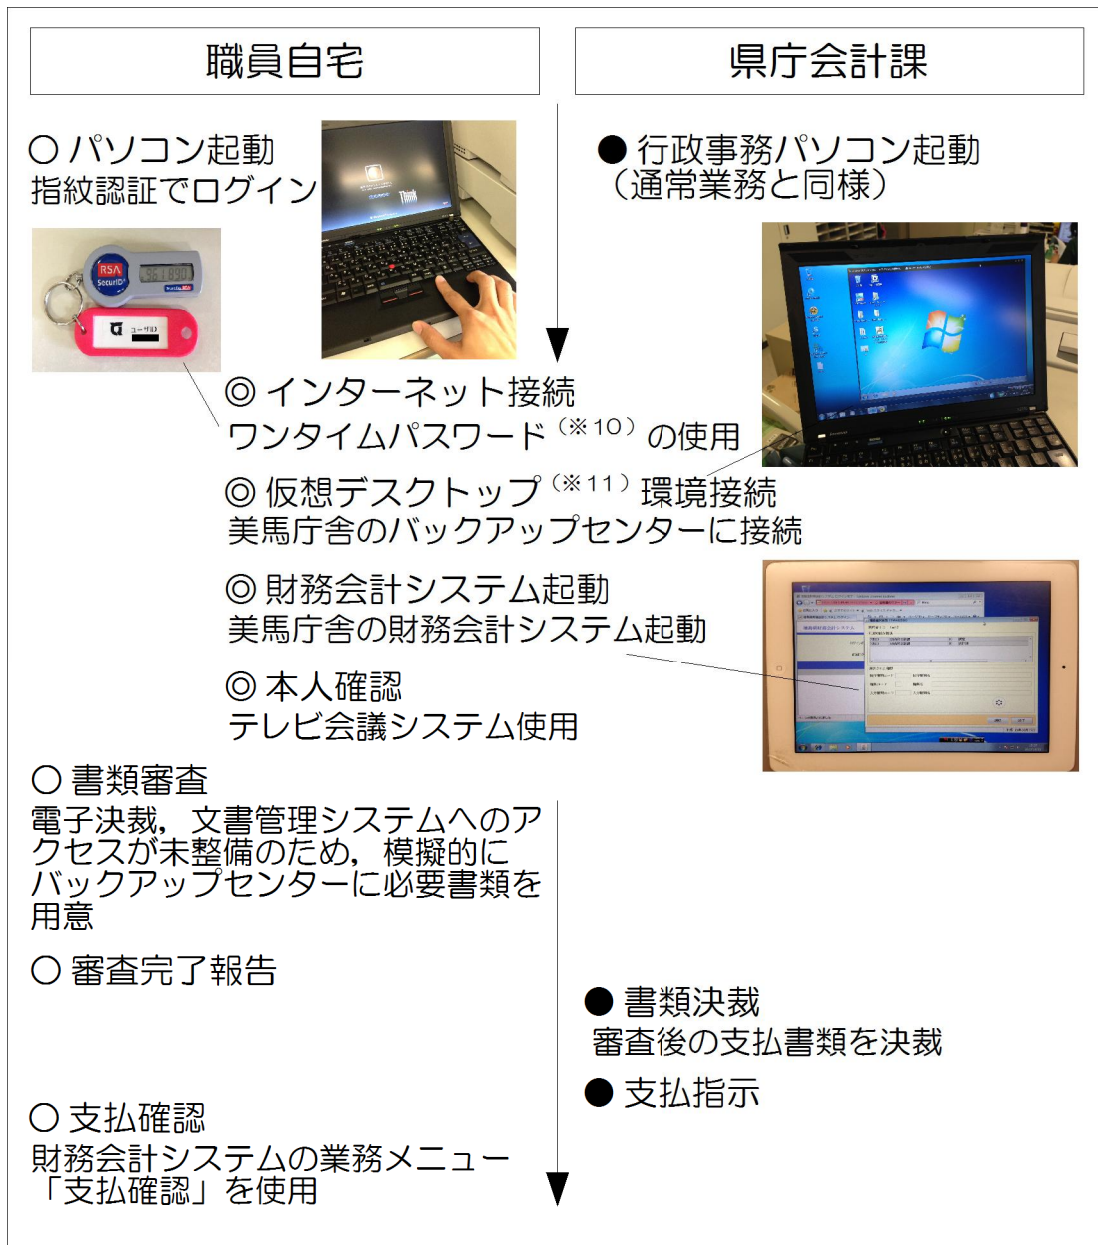 職員自宅
県庁会計課
○ パソコン起動
指紋認証でログイン
● 行政事務パソコン起動
（通常業務と同様）
Think
RSA
SecurID
961890
ユーザID
◎ インターネット接続
ワンタイムパスワード（※10）の使用
◎ 仮想デスクトップ（※11）環境接続
美馬庁舎のバックアップセンターに接続
◎ 財務会計システム起動
美馬庁舎の財務会計システム起動
◎ 本人確認
テレビ会議システム使用
○ 書類審査
電子決裁，文書管理システムへのア
クセスが未整備のため，模擬的に
バックアップセンターに必要書類を
用意
○ 審査完了報告
● 書類決裁
審査後の支払書類を決裁
● 支払指示
○ 支払確認
財務会計システムの業務メニュー
「支払確認」を使用